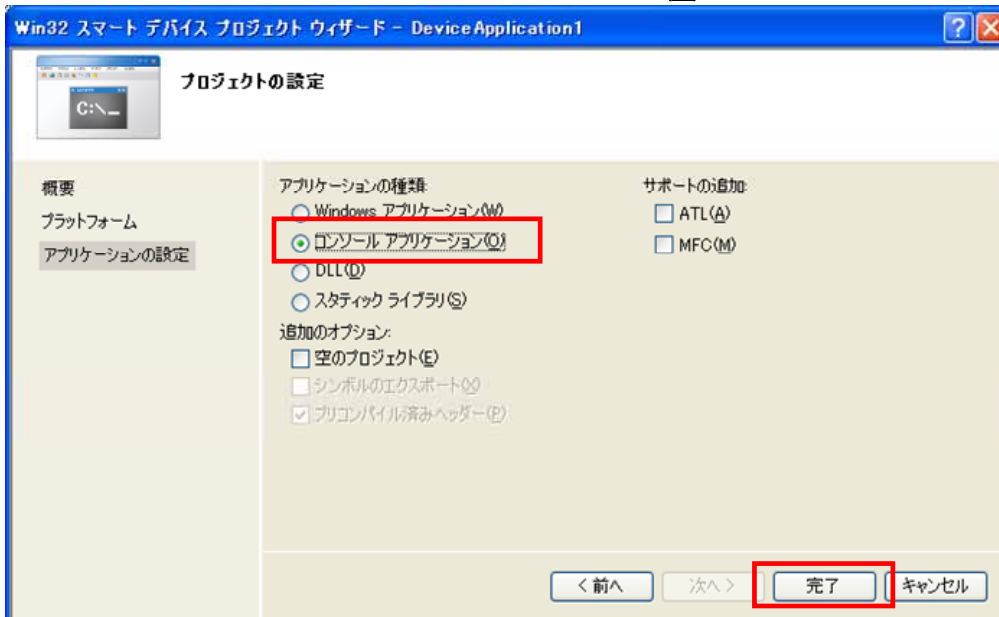 Win32 スマート デバイス プロジェクト ウィザード - DeviceApplication1
C:\_
プロジェクトの設定
概要
プラットフォーム
アプリケーションの設定
アプリケーションの種類:
Windows アプリケーション(W)
コンソール アプリケーション(O)
DLL(D)
スタティック ライブラリ(S)
追加のオプション:
空のプロジェクト(E)
シンボルのエクスポート(X)
プリコンパイル済みヘッダー(P)
サポートの追加:
ATL(A)
MFC(M)
< 前へ
次へ >
完了
キャンセル